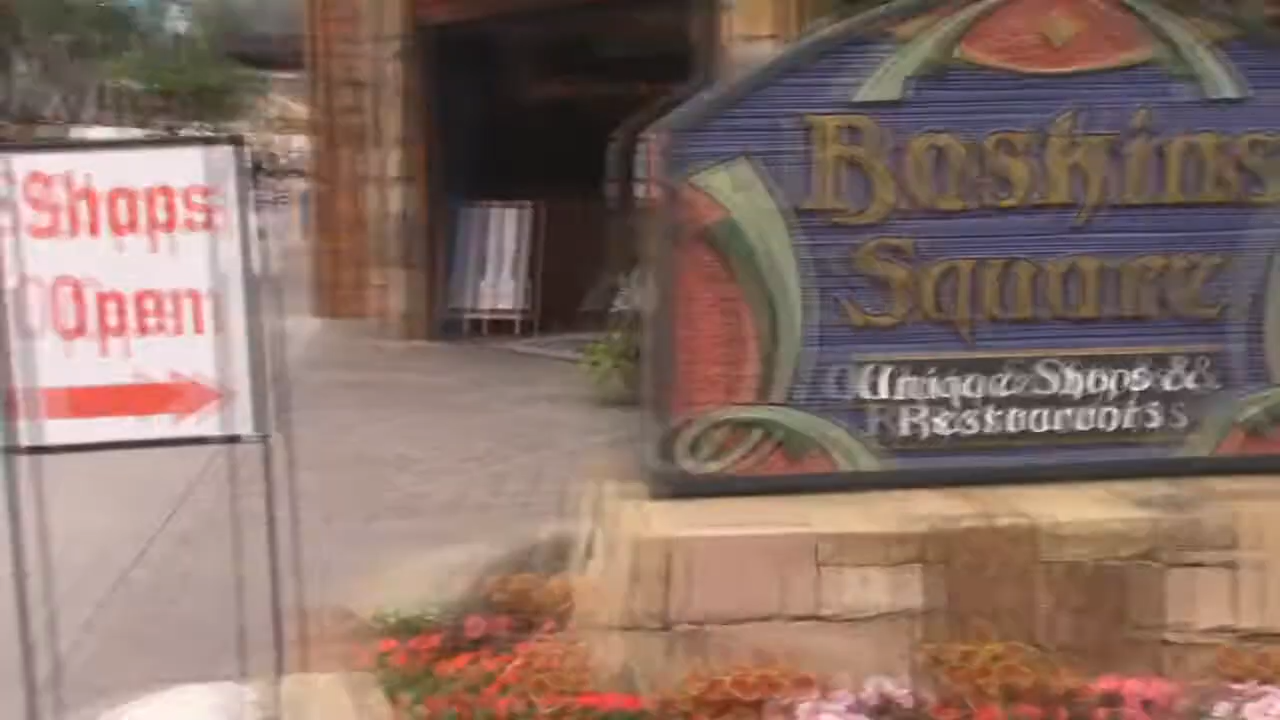 Shops
Open
Baskins
Square
Unique Shops &
Restaurants